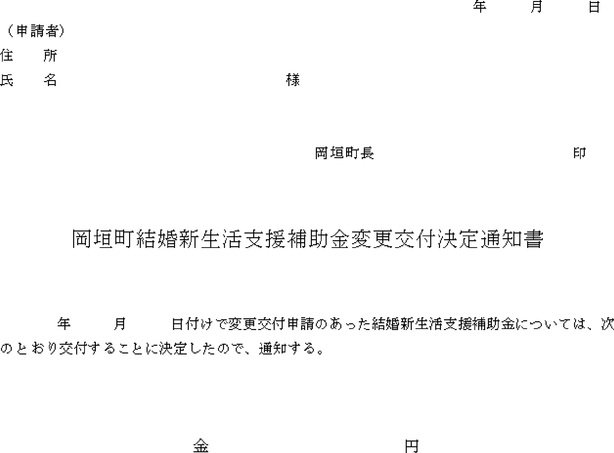 年　　月　　日
（申請者）
住　所
氏　名　　　　　　　　様
岡垣町長　　　　　　　印
岡垣町結婚新生活支援補助金変更交付決定通知書
年　　月　　日付けで変更交付申請のあった結婚新生活支援補助金については、次
のとおり交付することに決定したので、通知する。
金　　　　　　　　円